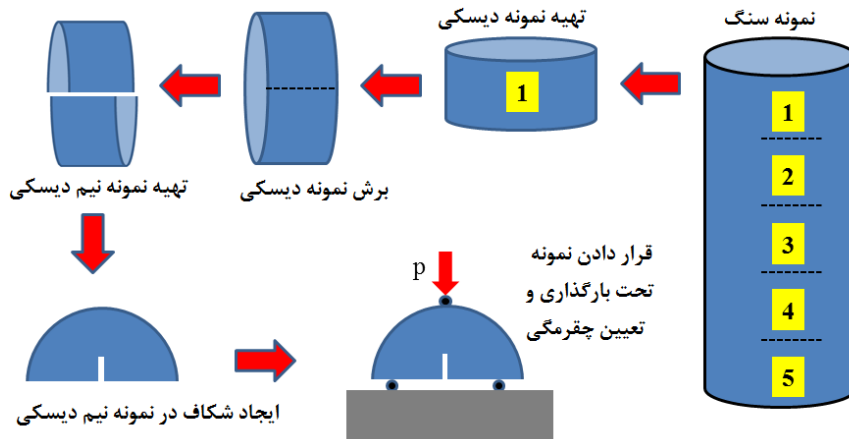 نمونه سنگ
1
2
3
4
5
تهیه نمونه دیسکی
1
برش نمونه دیسکی
تهیه نمونه نیم دیسکی
ایجاد شکاف در نمونه نیم دیسکی
p
قرار دادن نمونه
تحت بارگذاری و
تعیین چقرمگی